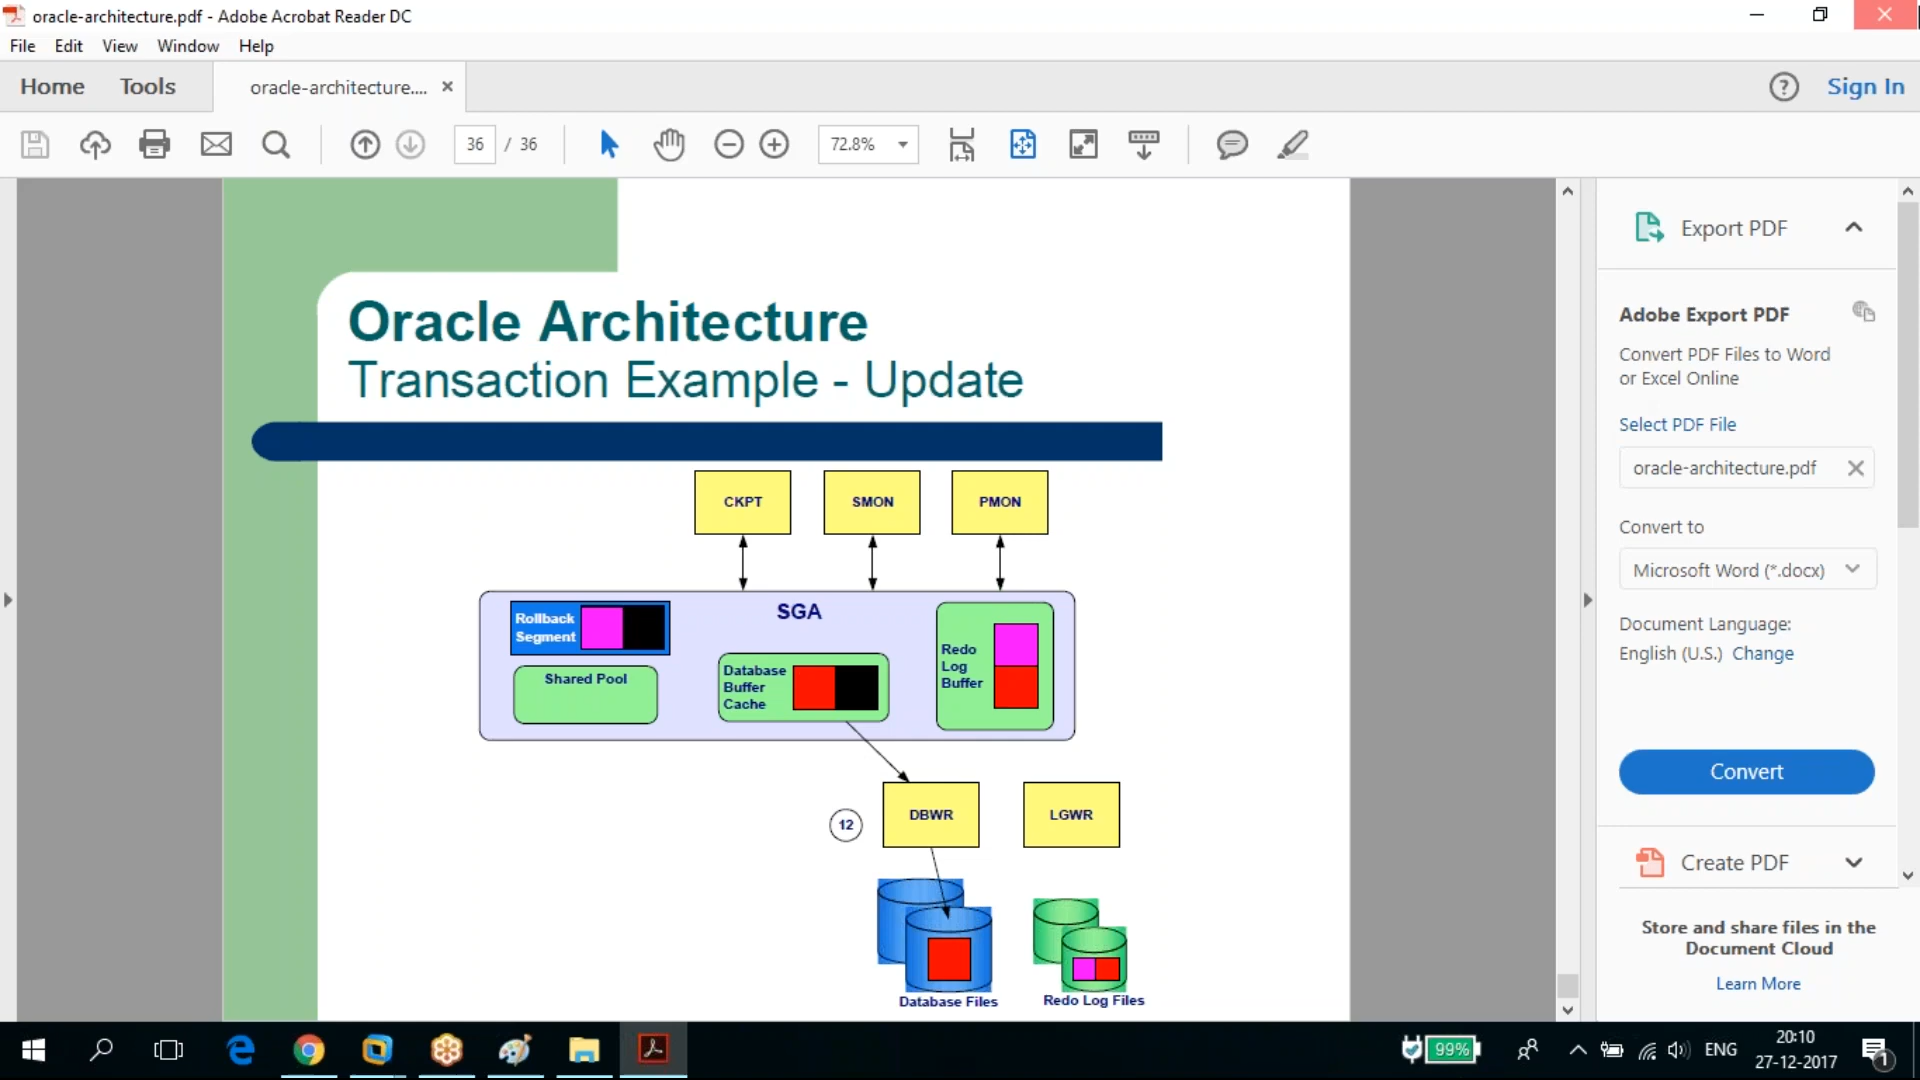 oracle-architecture.pdf - Adobe Acrobat Reader DC
File Edit View Window Help
Home Tools oracle-architecture.... ×
Sign In
36 / 36
72.8%
Export PDF
Adobe Export PDF
Convert PDF Files to Word
or Excel Online
Select PDF File
oracle-architecture.pdf
Convert to
Microsoft Word (*.docx)
Document Language:
English (U.S.) Change
Convert
Create PDF
Store and share files in the
Document Cloud
Learn More
Oracle Architecture
Transaction Example - Update
CKPT
SMON
PMON
SGA
Rollback
Segment
Shared Pool
Database
Buffer
Cache
Redo
Log
Buffer
12
DBWR
LGWR
Database Files
Redo Log Files
99%
ENG
20:10
27-12-2017
1